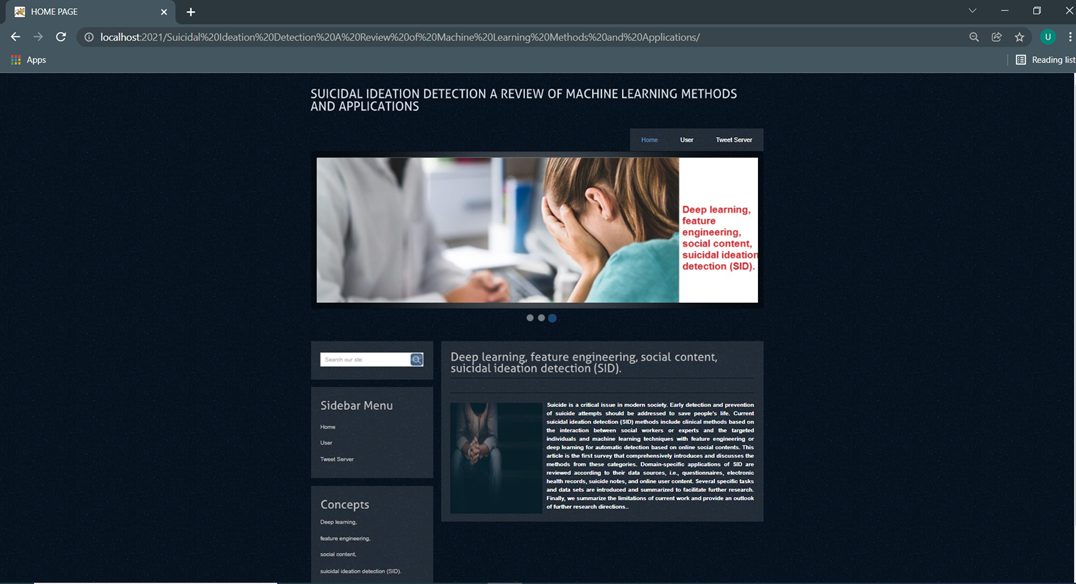 HOME PAGE
localhost:2021/Suicidal%20Ideation%20Detection%20A%20Review%20of%20Machine%20Learning%20Methods%20and%20Applications/
U
Apps
Reading list
SUICIDAL IDEATION DETECTION A REVIEW OF MACHINE LEARNING METHODS
AND APPLICATIONS
Home User Tweet Server
Deep learning,
feature
engineering,
social content,
suicidal ideation
detection (SID).
Search our site
Sidebar Menu
Home
User
Tweet Server
Concepts
Deep learning,
feature engineering,
social content,
suicidal ideation detection (SID).
Deep learning, feature engineering, social content,
suicidal ideation detection (SID).
Suicide is a critical issue in modern society. Early detection and prevention
of suicide attempts should be addressed to save people's life. Current
suicidal ideation detection (SID) methods include clinical methods based on
the interaction between social workers or experts and the targeted
individuals and machine learning techniques with feature engineering or
deep learning for automatic detection based on online social contents. This
article is the first survey that comprehensively introduces and discusses the
methods from these categories. Domain-specific applications of SID are
reviewed according to their data sources, i.e., questionnaires, electronic
health records, suicide notes, and online user content. Several specific tasks
and data sets are introduced and summarized to facilitate further research.
Finally, we summarize the limitations of current work and provide an outlook
of further research directions..